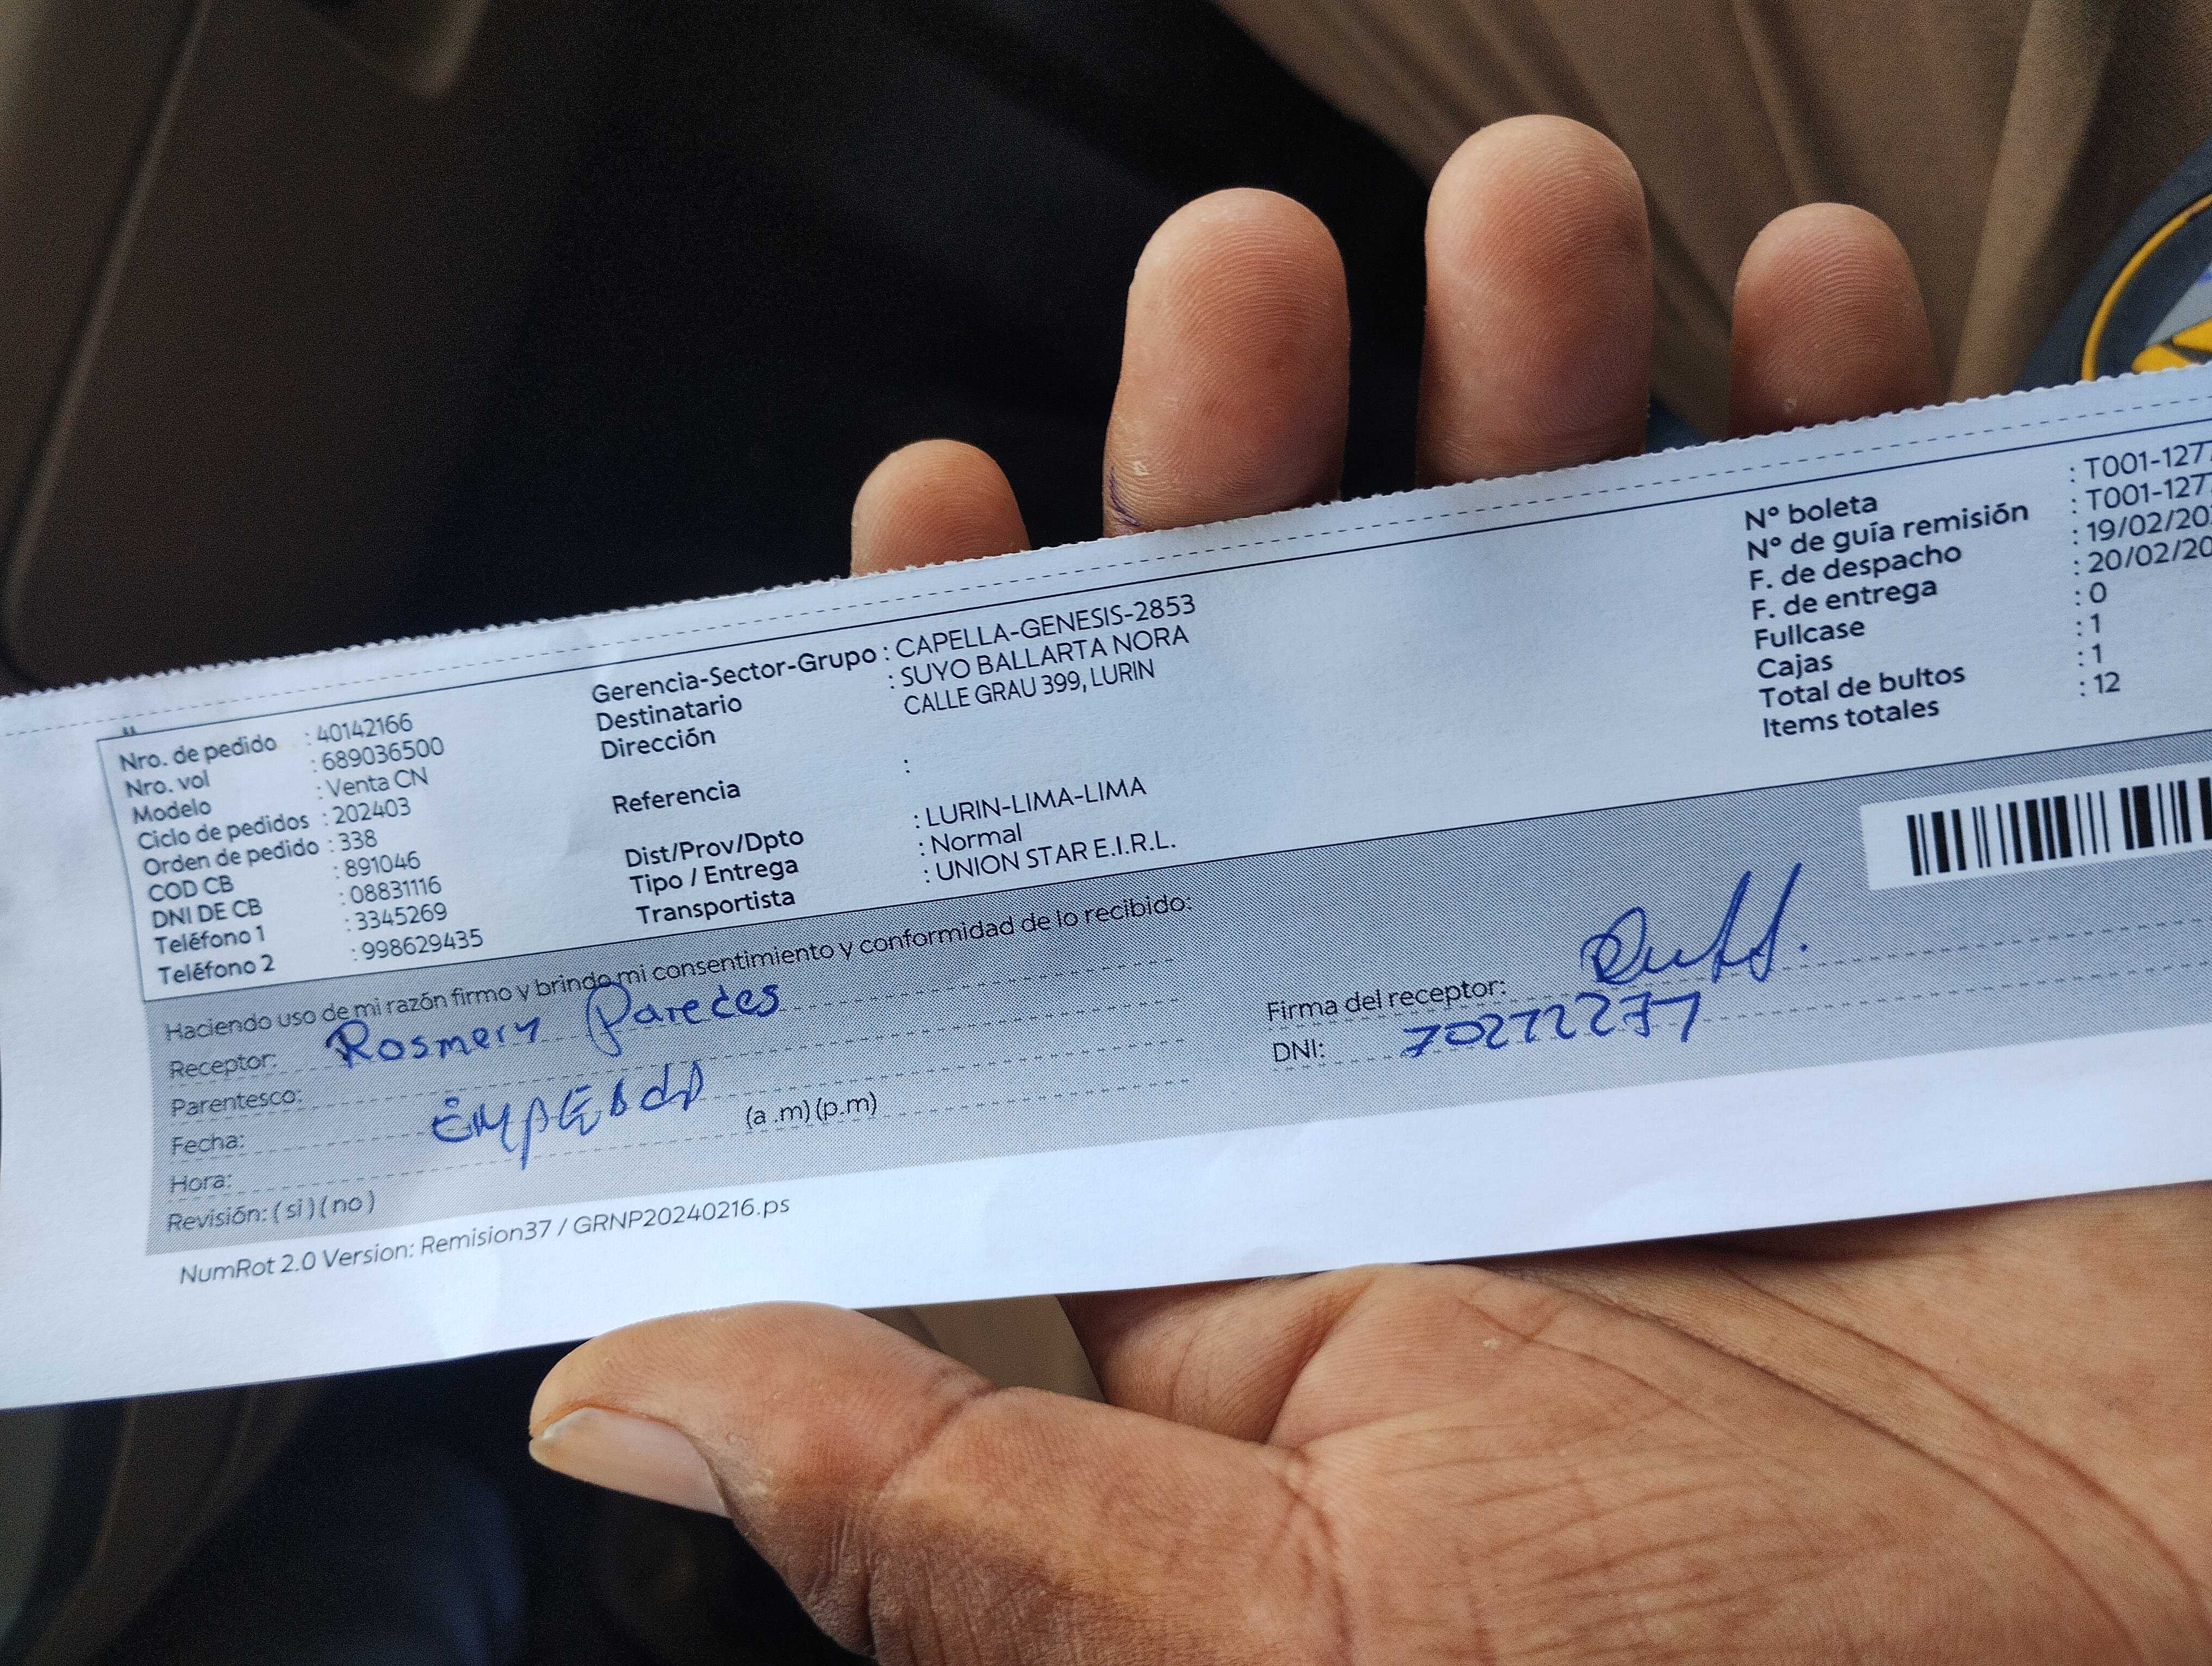 Nro. de pedido : 40142166
Nro. vol : 689036500
Modelo : Venta CN
Ciclo de pedidos : 202403
Orden de pedido : 338
COD CB : 891046
DNI DE CB : 08831116
Teléfono 1 : 3345269
Teléfono 2 : 998629435
Gerencia-Sector-Grupo : CAPELLA-GENESIS-2853
Destinatario : SUYO BALLARTA NORA
Dirección CALLE GRAU 399, LURIN
Referencia :
Dist/Prov/Dpto : LURIN-LIMA-LIMA
Tipo / Entrega : Normal
Transportista : UNION STAR E.I.R.L.
N° boleta : T001-127
N° de guía remisión : T001-127
F. de despacho : 19/02/20
F. de entrega : 20/02/20
Fullcase : 0
Cajas : 1
Total de bultos : 1
Items totales : 12
Haciendo uso de mi razón firmo y brindo mi consentimiento y conformidad de lo recibido:
Receptor: Rosmery Paredes
Parentesco:
Fecha:
Hora: (a .m) (p.m)
Revisión: ( si ) ( no )
Firma del receptor:
DNI: 70272277
NumRot 2.0 Version: Remision37 / GRNP20240216.ps